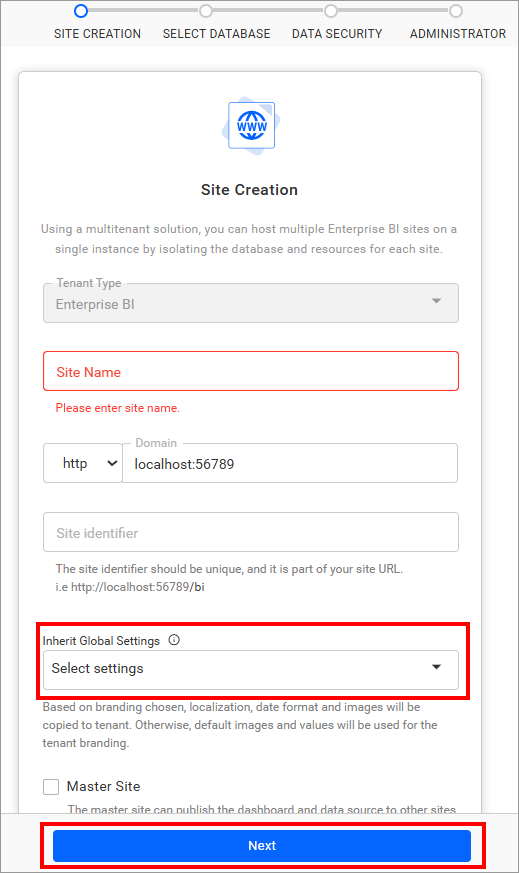 SITE CREATION SELECT DATABASE DATA SECURITY ADMINISTRATOR
WWW
Site Creation
Using a multitenant solution, you can host multiple Enterprise BI sites on a
single instance by isolating the database and resources for each site.
Tenant Type
Enterprise BI
Site Name
Please enter site name.
Domain
http localhost:56789
Site identifier
The site identifier should be unique, and it is part of your site URL.
i.e http://localhost:56789/bi
Inherit Global Settings
Select settings
Based on branding chosen, localization, date format and images will be
copied to tenant. Otherwise, default images and values will be used for the
tenant branding.
Master Site
The master site can publish the dashboard and data source to other sites
Next